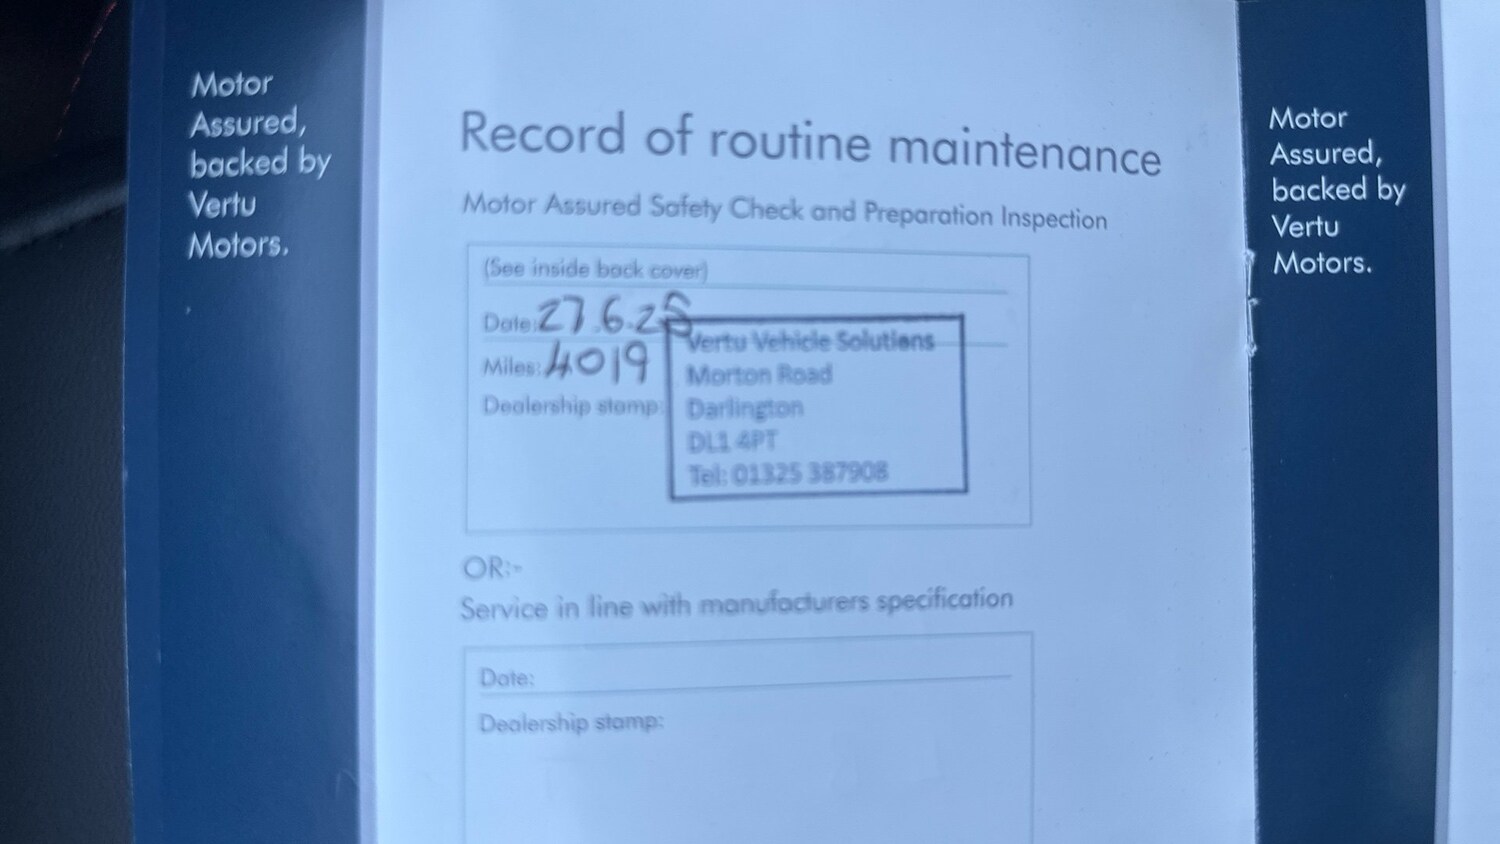 Motor
Assured,
backed by
Vertu
Motors.
Record of routine maintenance
Motor Assured Safety Check and Preparation Inspection
(See inside back cover)
Date: 27.6.25
Miles: 4019
Dealership stamp:
Vertu Vehicle Solutions
Morton Road
Darlington
DL1 4PT
Tel: 01325 387908
OR:-
Service in line with manufacturers specification
Date:
Dealership stamp:
Motor
Assured,
backed by
Vertu
Motors.